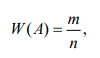 W(A) = m/n,